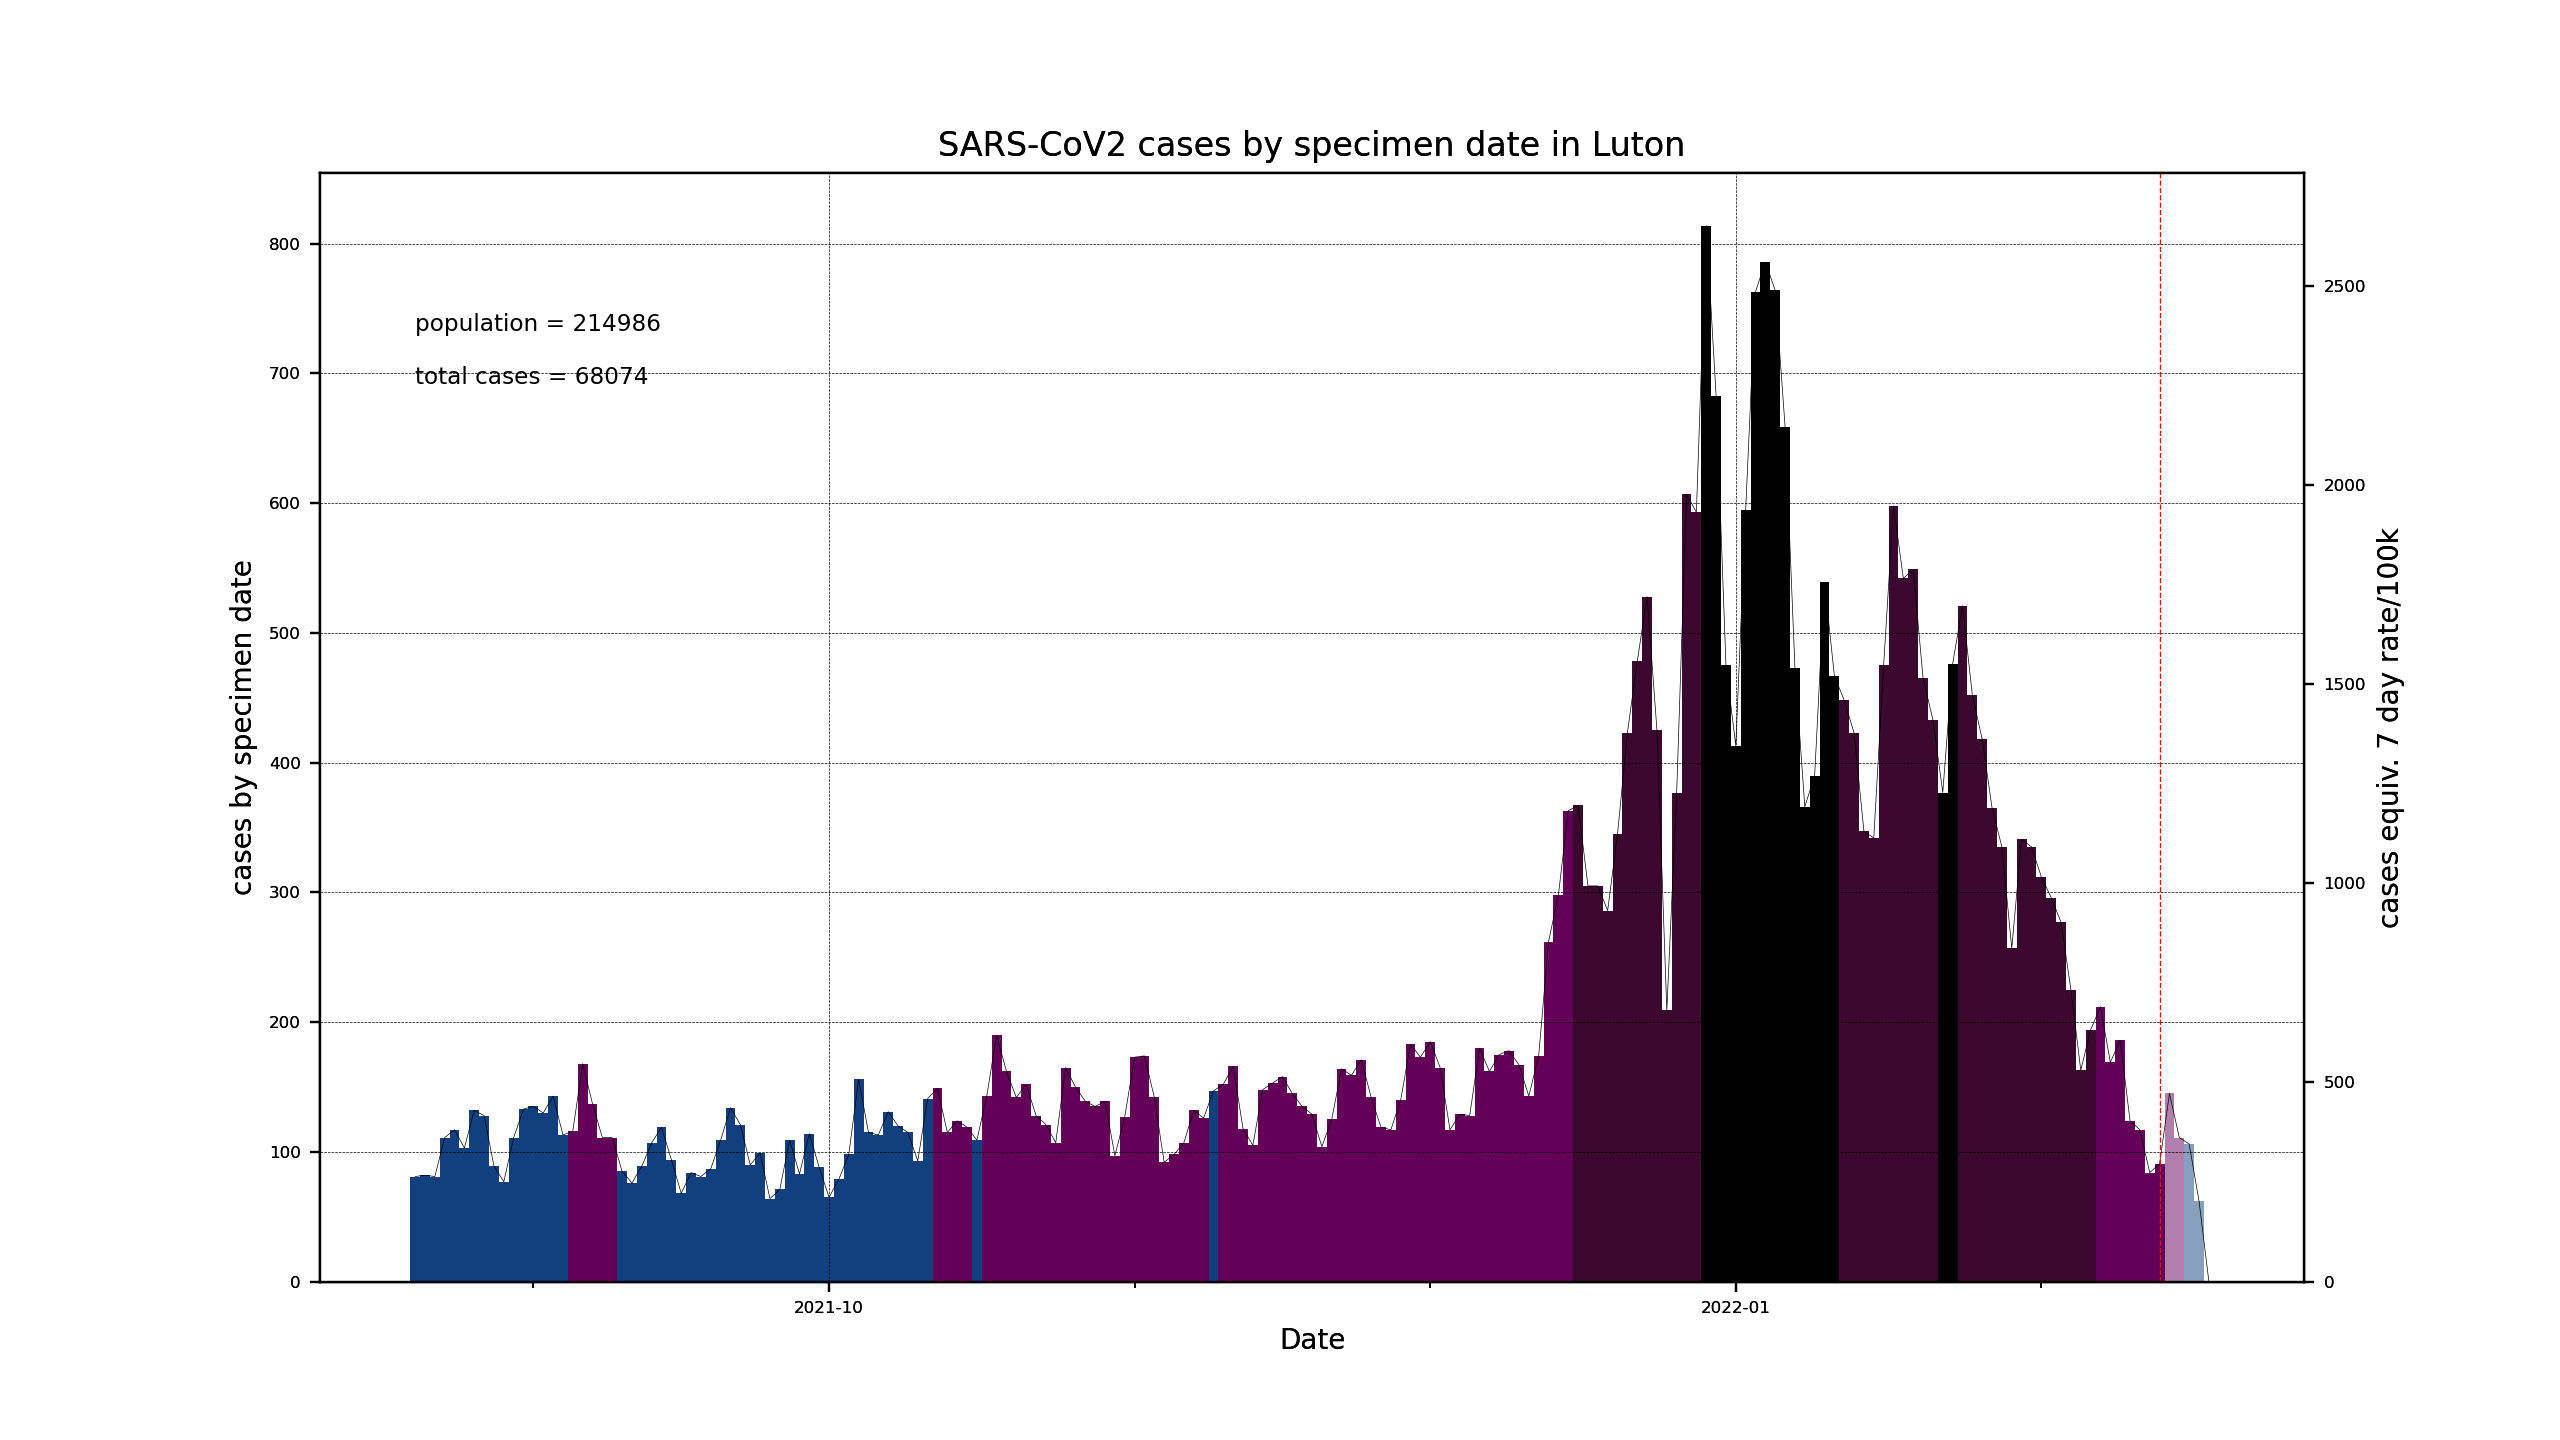 SARS-CoV2 cases by specimen date in Luton
population = 214986
total cases = 68074
cases by specimen date
800
700
600
500
400
300
200
100
0
2500
2000
1500
1000
500
0
cases equiv. 7 day rate/100k
2021-10
2022-01
Date